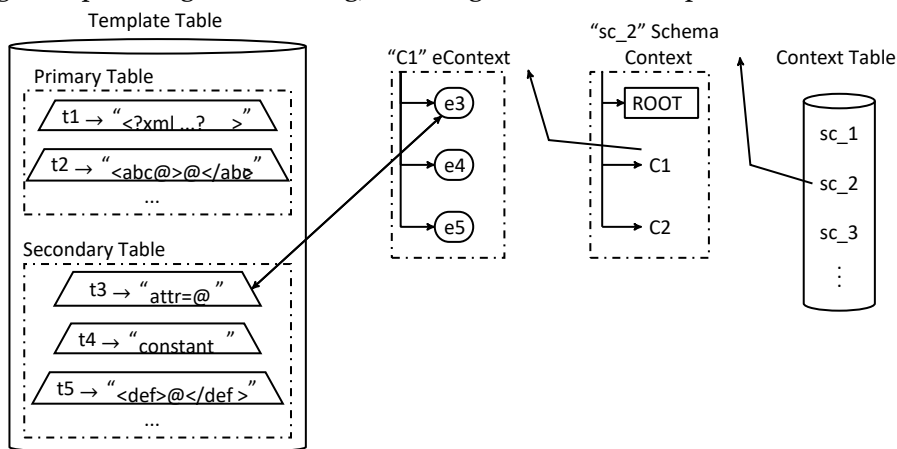 Template Table
Primary Table
t1 → “<?xml ...? >”
t2 → “<abc@>@</abc>”
...
Secondary Table
t3 → “attr=@ ”
t4 → “constant ”
t5 → “<def>@</def >”
...
“C1” eContext
e3
e4
e5
“sc_2” Schema
Context
ROOT
C1
C2
Context Table
sc_1
sc_2
sc_3
⋮